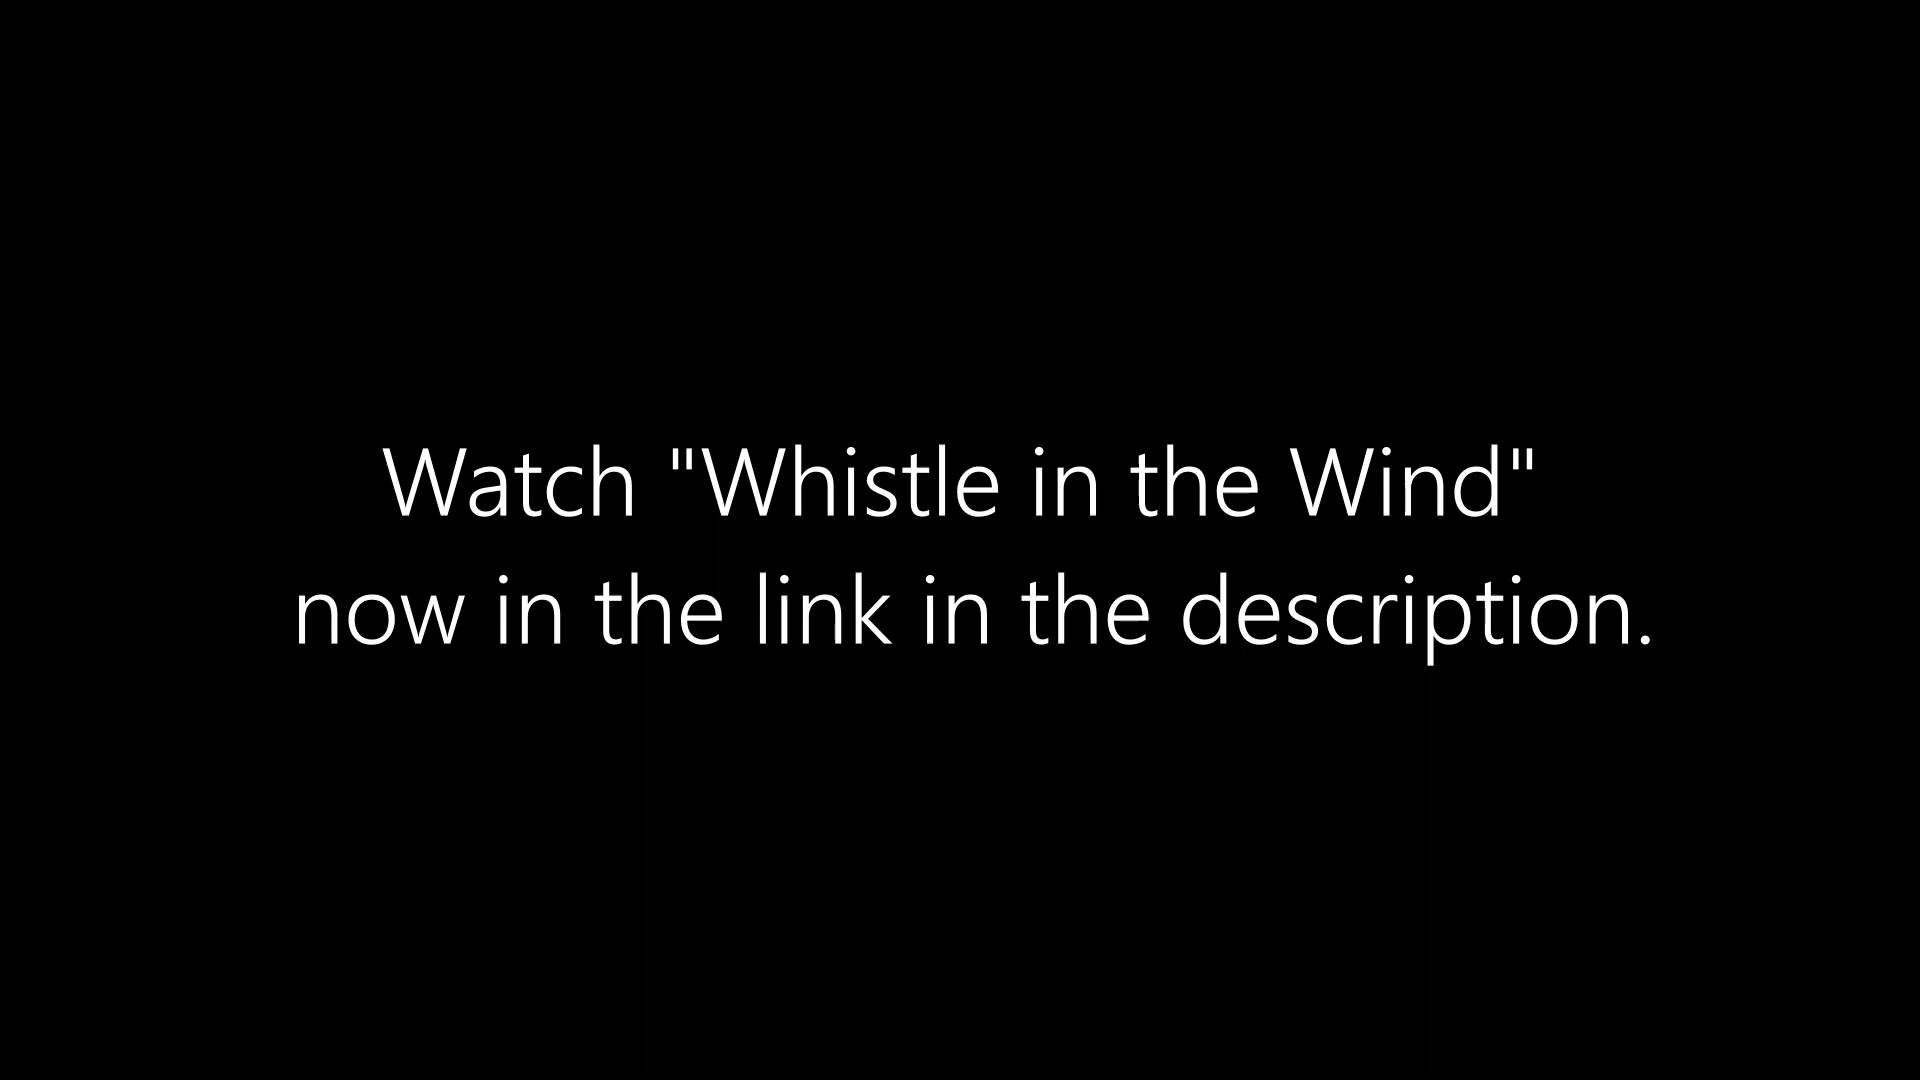 Watch "Whistle in the Wind"
now in the link in the description.